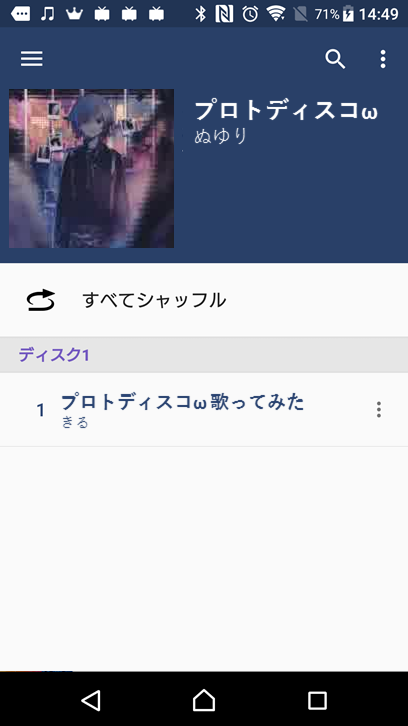 71% 14:49
プロトディスコω
ぬゆり
すべてシャッフル
ディスク1
1 プロトディスコω 歌ってみた
きる